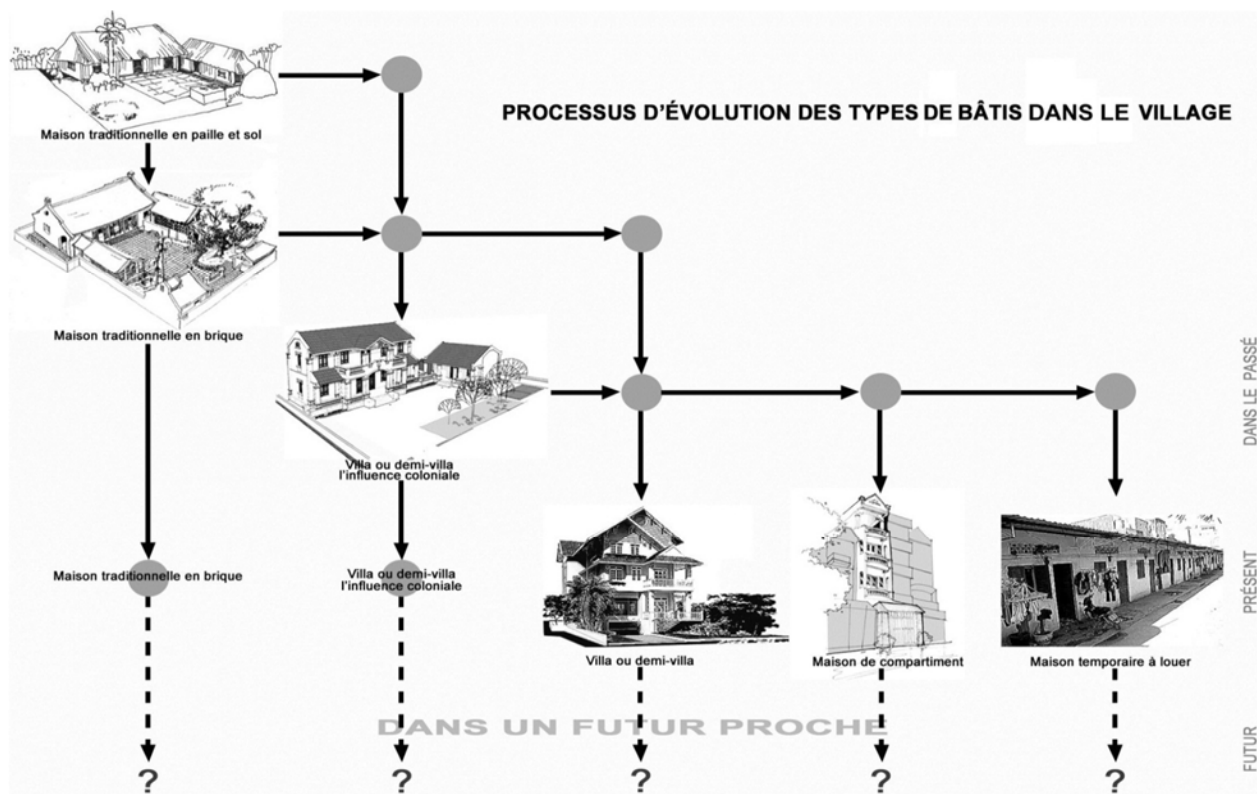 PROCESSUS D'ÉVOLUTION DES TYPES DE BÂTIS DANS LE VILLAGE
Maison traditionnelle en paille et sol
Maison traditionnelle en brique
DANS LE PASSÉ
Villa ou demi-villa
l'influence coloniale
Maison traditionnelle en brique
Villa ou demi-villa
l'influence coloniale
PRÉSENT
Villa ou demi-villa
Maison de compartiment
Maison temporaire à louer
DANS UN FUTUR PROCHE
FUTUR
? ? ? ? ?